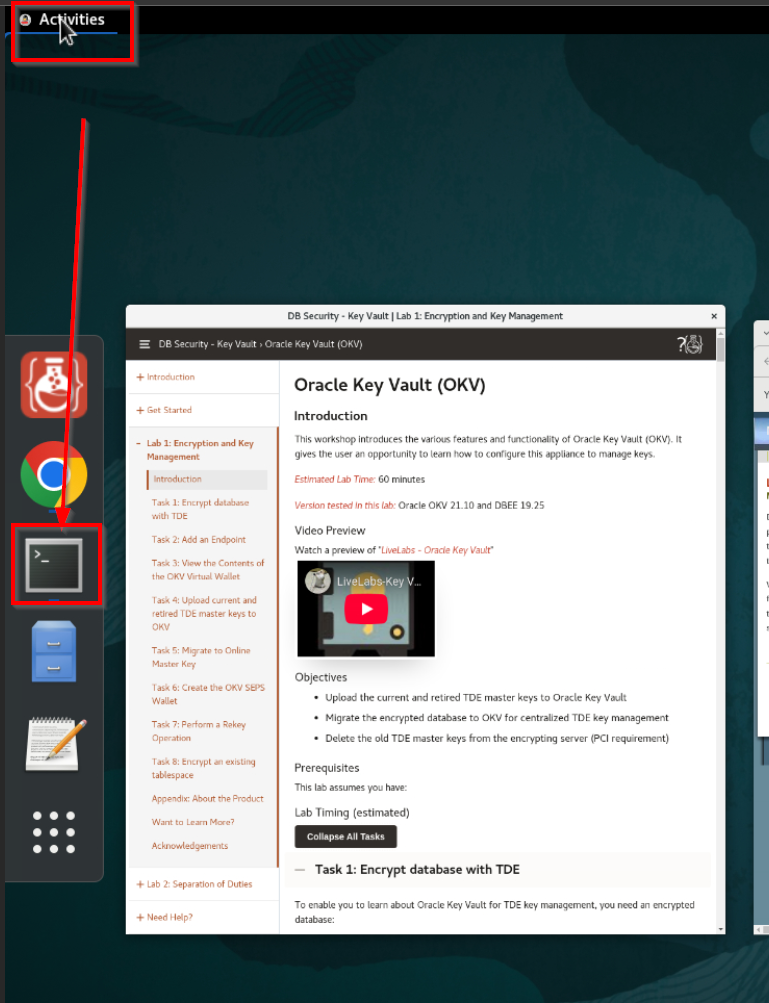 Activities
DB Security - Key Vault | Lab 1: Encryption and Key Management
×
DB Security - Key Vault › Oracle Key Vault (OKV)
?
+ Introduction
+ Get Started
- Lab 1: Encryption and Key
Management
Introduction
Task 1: Encrypt database
with TDE
Task 2: Add an Endpoint
Task 3: View the Contents of
the OKV Virtual Wallet
Task 4: Upload current and
retired TDE master keys to
OKV
Task 5: Migrate to Online
Master Key
Task 6: Create the OKV SEPS
Wallet
Task 7: Perform a Rekey
Operation
Task 8: Encrypt an existing
tablespace
Appendix: About the Product
Want to Learn More?
Acknowledgements
+ Lab 2: Separation of Duties
+ Need Help?
Oracle Key Vault (OKV)
Introduction
This workshop introduces the various features and functionality of Oracle Key Vault (OKV). It
gives the user an opportunity to learn how to configure this appliance to manage keys.
Estimated Lab Time: 60 minutes
Version tested in this lab: Oracle OKV 21.10 and DBEE 19.25
Video Preview
Watch a preview of "LiveLabs - Oracle Key Vault"
LiveLabs-Key V...
Objectives
• Upload the current and retired TDE master keys to Oracle Key Vault
• Migrate the encrypted database to OKV for centralized TDE key management
• Delete the old TDE master keys from the encrypting server (PCI requirement)
Prerequisites
This lab assumes you have:
Lab Timing (estimated)
Collapse All Tasks
— Task 1: Encrypt database with TDE
To enable you to learn about Oracle Key Vault for TDE key management, you need an encrypted
database:
>_